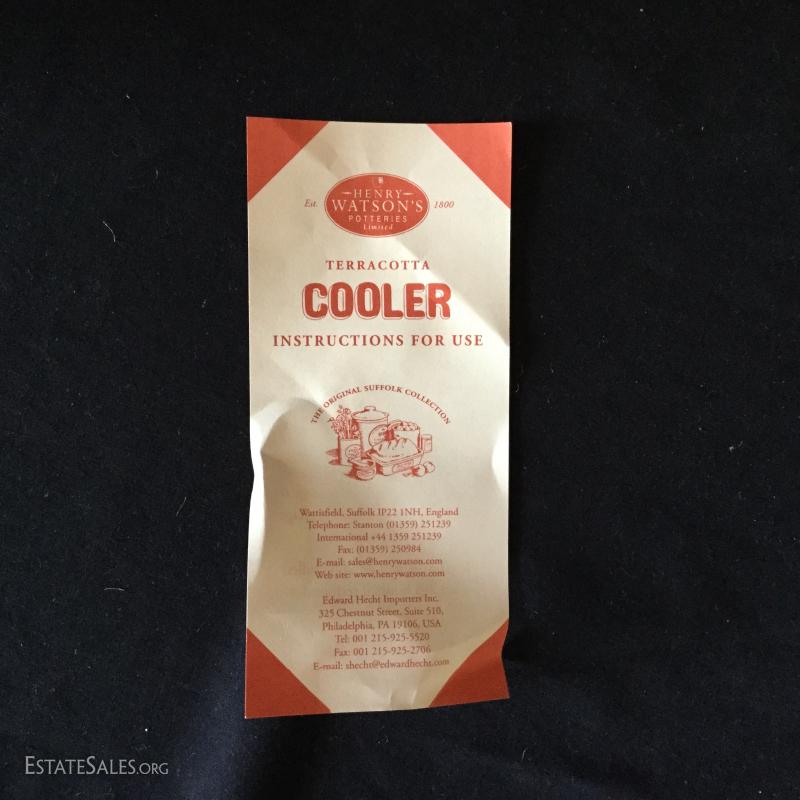 HENRY
Est. WATSON'S 1800
POTTERIES
Limited
TERRACOTTA
COOLER
INSTRUCTIONS FOR USE
THE ORIGINAL SUFFOLK COLLECTION
Wattisfield, Suffolk IP22 1NH, England
Telephone: Stanton (01359) 251239
International +44 1359 251239
Fax: (01359) 250984
E-mail: sales@henrywatson.com
Web site: www.henrywatson.com
Edward Hecht Importers Inc.
325 Chestnut Street, Suite 510,
Philadelphia, PA 19106, USA
Tel: 001 215-925-5520
Fax: 001 215-925-2706
E-mail: shecht@edwardhecht.com
ESTATESALES.ORG